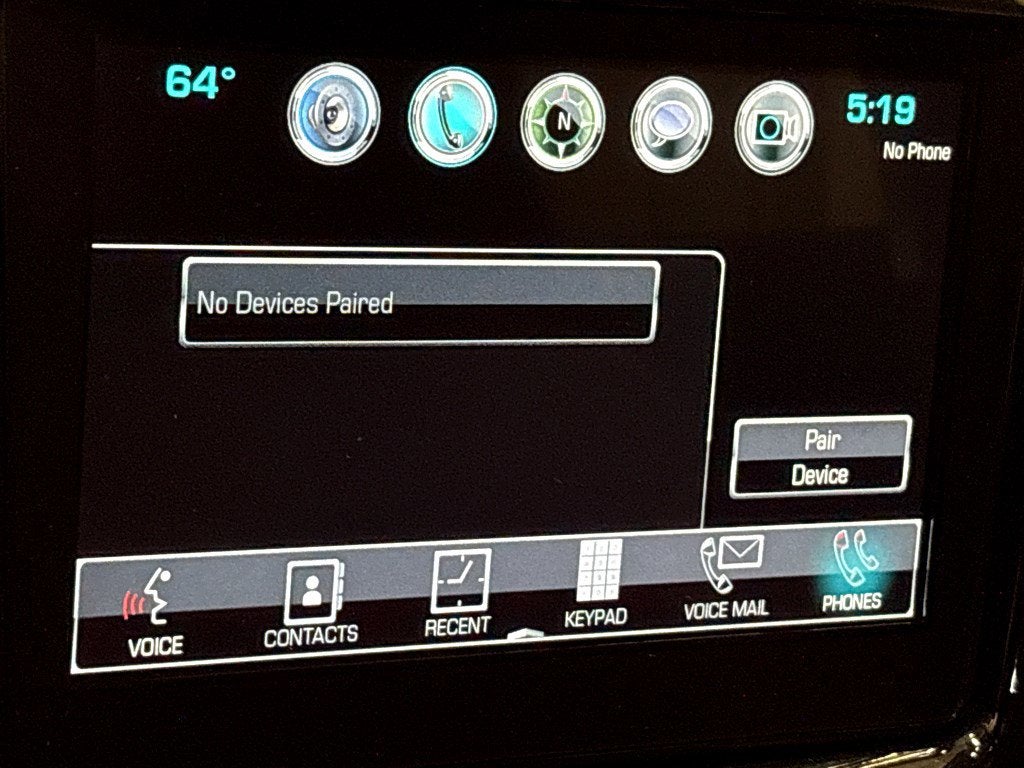 64°
N
5:19
No Phone
No Devices Paired
Pair
Device
VOICE
CONTACTS
RECENT
KEYPAD
VOICE MAIL
PHONES